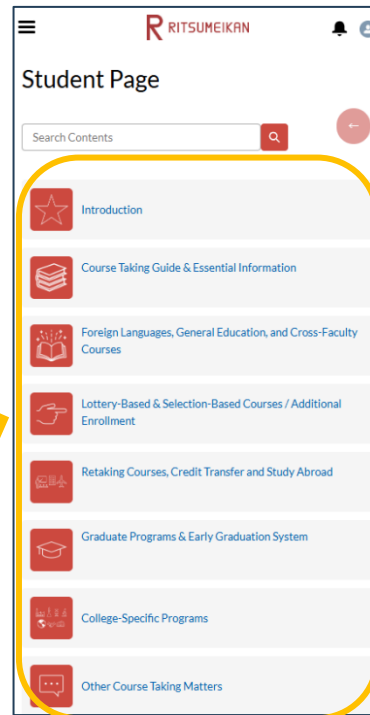 RITSUMEIKAN
Student Page
Search Contents
←
Introduction
Course Taking Guide & Essential Information
Foreign Languages, General Education, and Cross-Faculty
Courses
Lottery-Based & Selection-Based Courses / Additional
Enrollment
Retaking Courses, Credit Transfer and Study Abroad
Graduate Programs & Early Graduation System
College-Specific Programs
Other Course Taking Matters